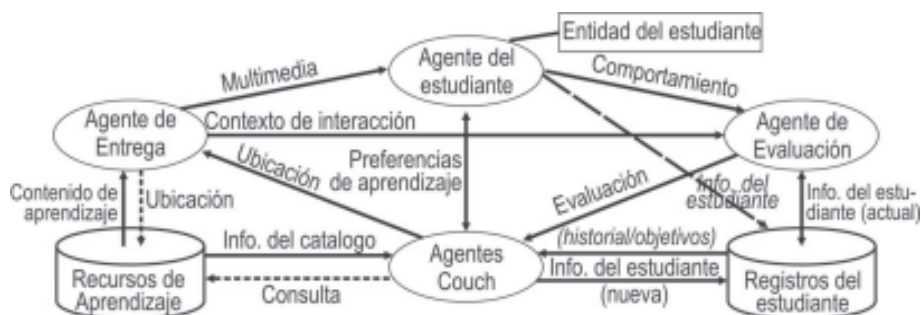 Entidad del estudiante
Agente del
estudiante
Multimedia
Comportamiento
Agente de
Entrega
Contexto de interacción
Agente de
Evaluación
Ubicación
Preferencias
de aprendizaje
Evaluación
Info. del
estudiante
Contenido de
aprendizaje
Ubicación
Info. del estu-
diante (actual)
Info. del catalogo
(historial/objetivos)
Recursos de
Aprendizaje
Consulta
Agentes
Couch
Info. del estudiante
(nueva)
Registros del
estudiante